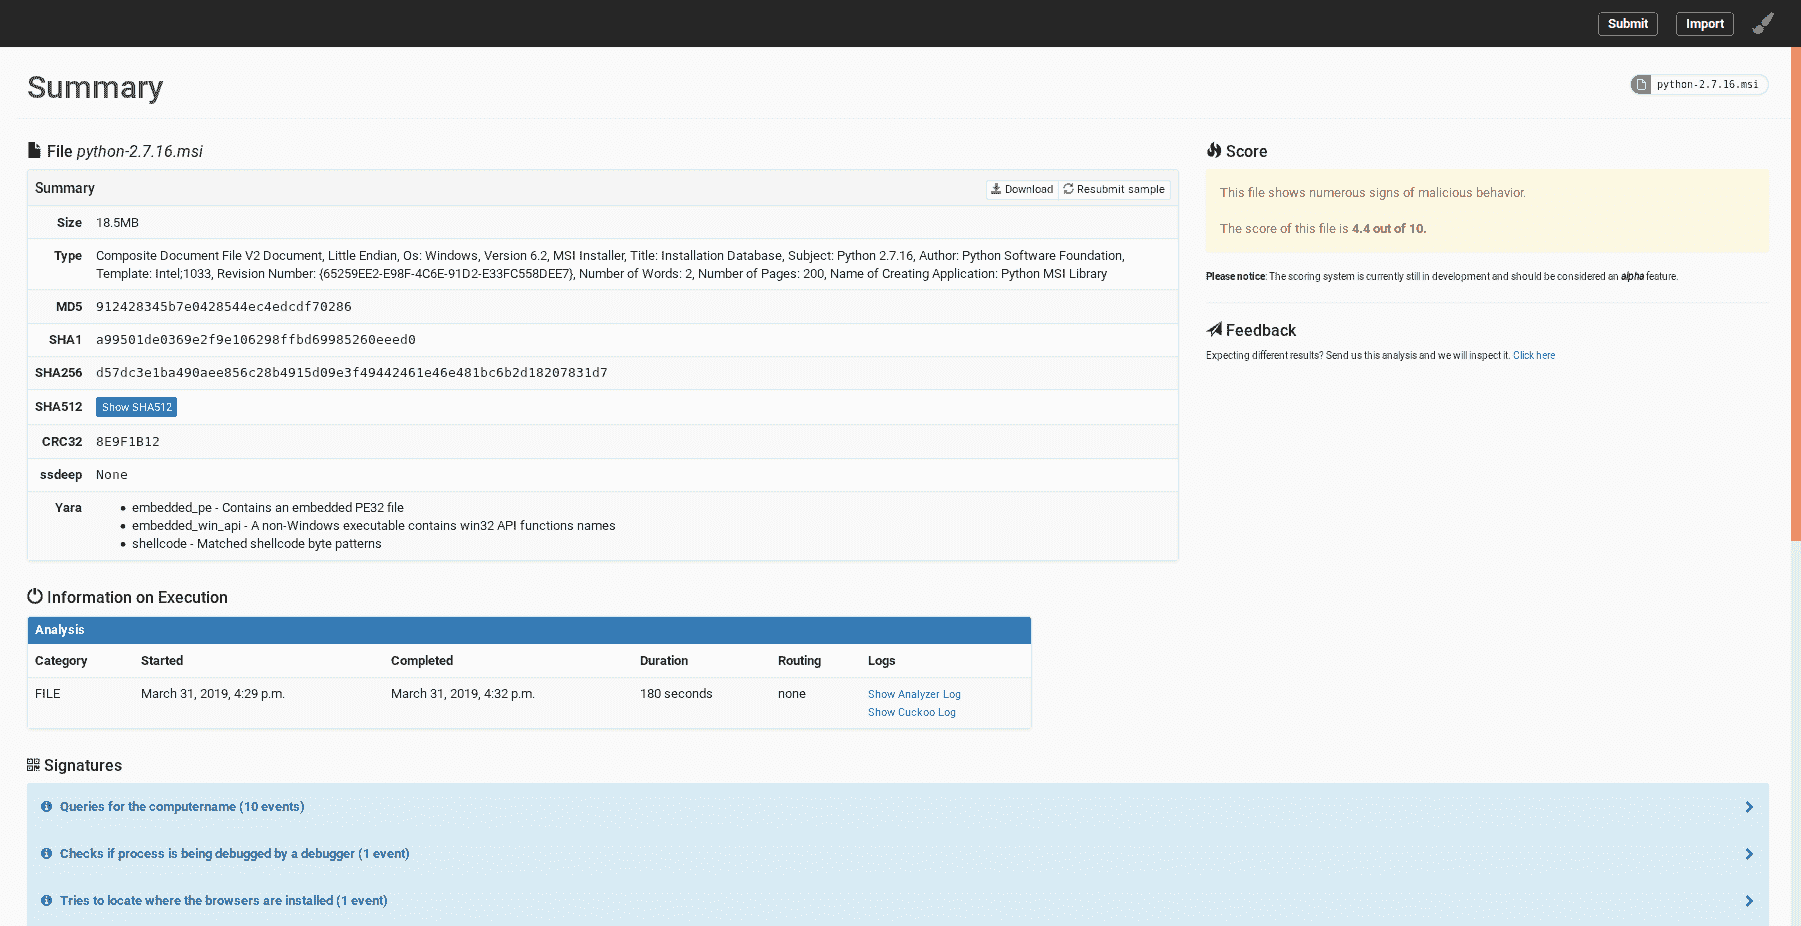 Submit
Import
Summary
python-2.7.16.msi
File python-2.7.16.msi
Summary
Download
Resubmit sample
Size 18.5MB
Type Composite Document File V2 Document, Little Endian, Os: Windows, Version 6.2, MSI Installer, Title: Installation Database, Subject: Python 2.7.16, Author: Python Software Foundation,
Template: Intel;1033, Revision Number: {65259EE2-E98F-4C6E-91D2-E33FC558DEE7}, Number of Words: 2, Number of Pages: 200, Name of Creating Application: Python MSI Library
MD5 912428345b7e0428544ec4edcdf70286
SHA1 a99501de0369e2f9e106298ffbd69985260eeed0
SHA256 d57dc3e1ba490aee856c28b4915d09e3f49442461e46e481bc6b2d18207831d7
SHA512 Show SHA512
CRC32 8E9F1B12
ssdeep None
Yara
embedded_pe - Contains an embedded PE32 file
embedded_win_api - A non-Windows executable contains win32 API functions names
shellcode - Matched shellcode byte patterns
Score
This file shows numerous signs of malicious behavior.
The score of this file is 4.4 out of 10.
Please notice: The scoring system is currently still in development and should be considered an alpha feature.
Feedback
Expecting different results? Send us this analysis and we will inspect it. Click here
Information on Execution
Analysis
Category Started Completed Duration Routing Logs
FILE March 31, 2019, 4:29 p.m. March 31, 2019, 4:32 p.m. 180 seconds none Show Analyzer Log
Show Cuckoo Log
Signatures
Queries for the computername (10 events)
Checks if process is being debugged by a debugger (1 event)
Tries to locate where the browsers are installed (1 event)